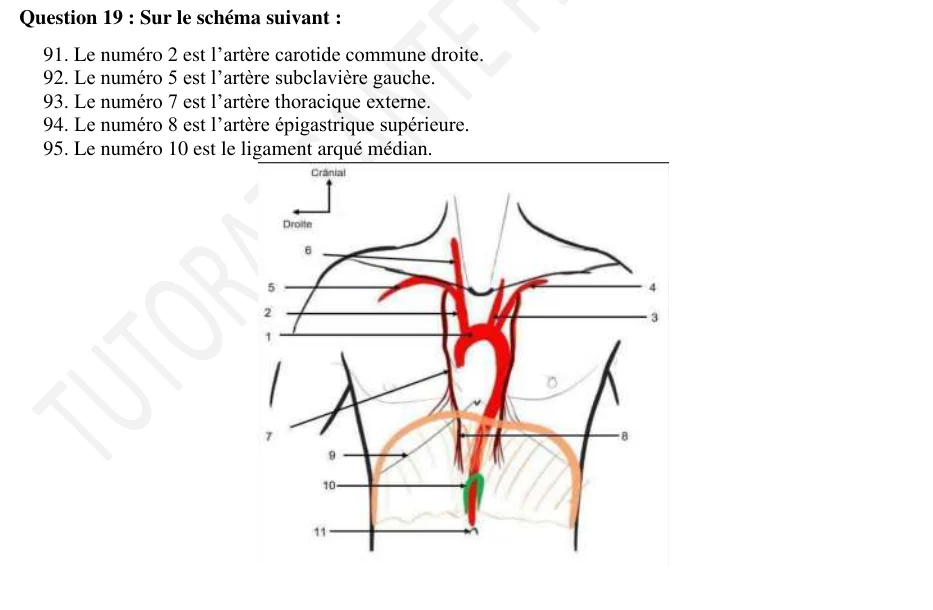 Question 19 : Sur le schéma suivant :
91. Le numéro 2 est l’artère carotide commune droite.
92. Le numéro 5 est l’artère subclavière gauche.
93. Le numéro 7 est l’artère thoracique externe.
94. Le numéro 8 est l’artère épigastrique supérieure.
95. Le numéro 10 est le ligament arqué médian.
Crânial
Droite
6
5
4
2
3
1
7
8
9
10
11